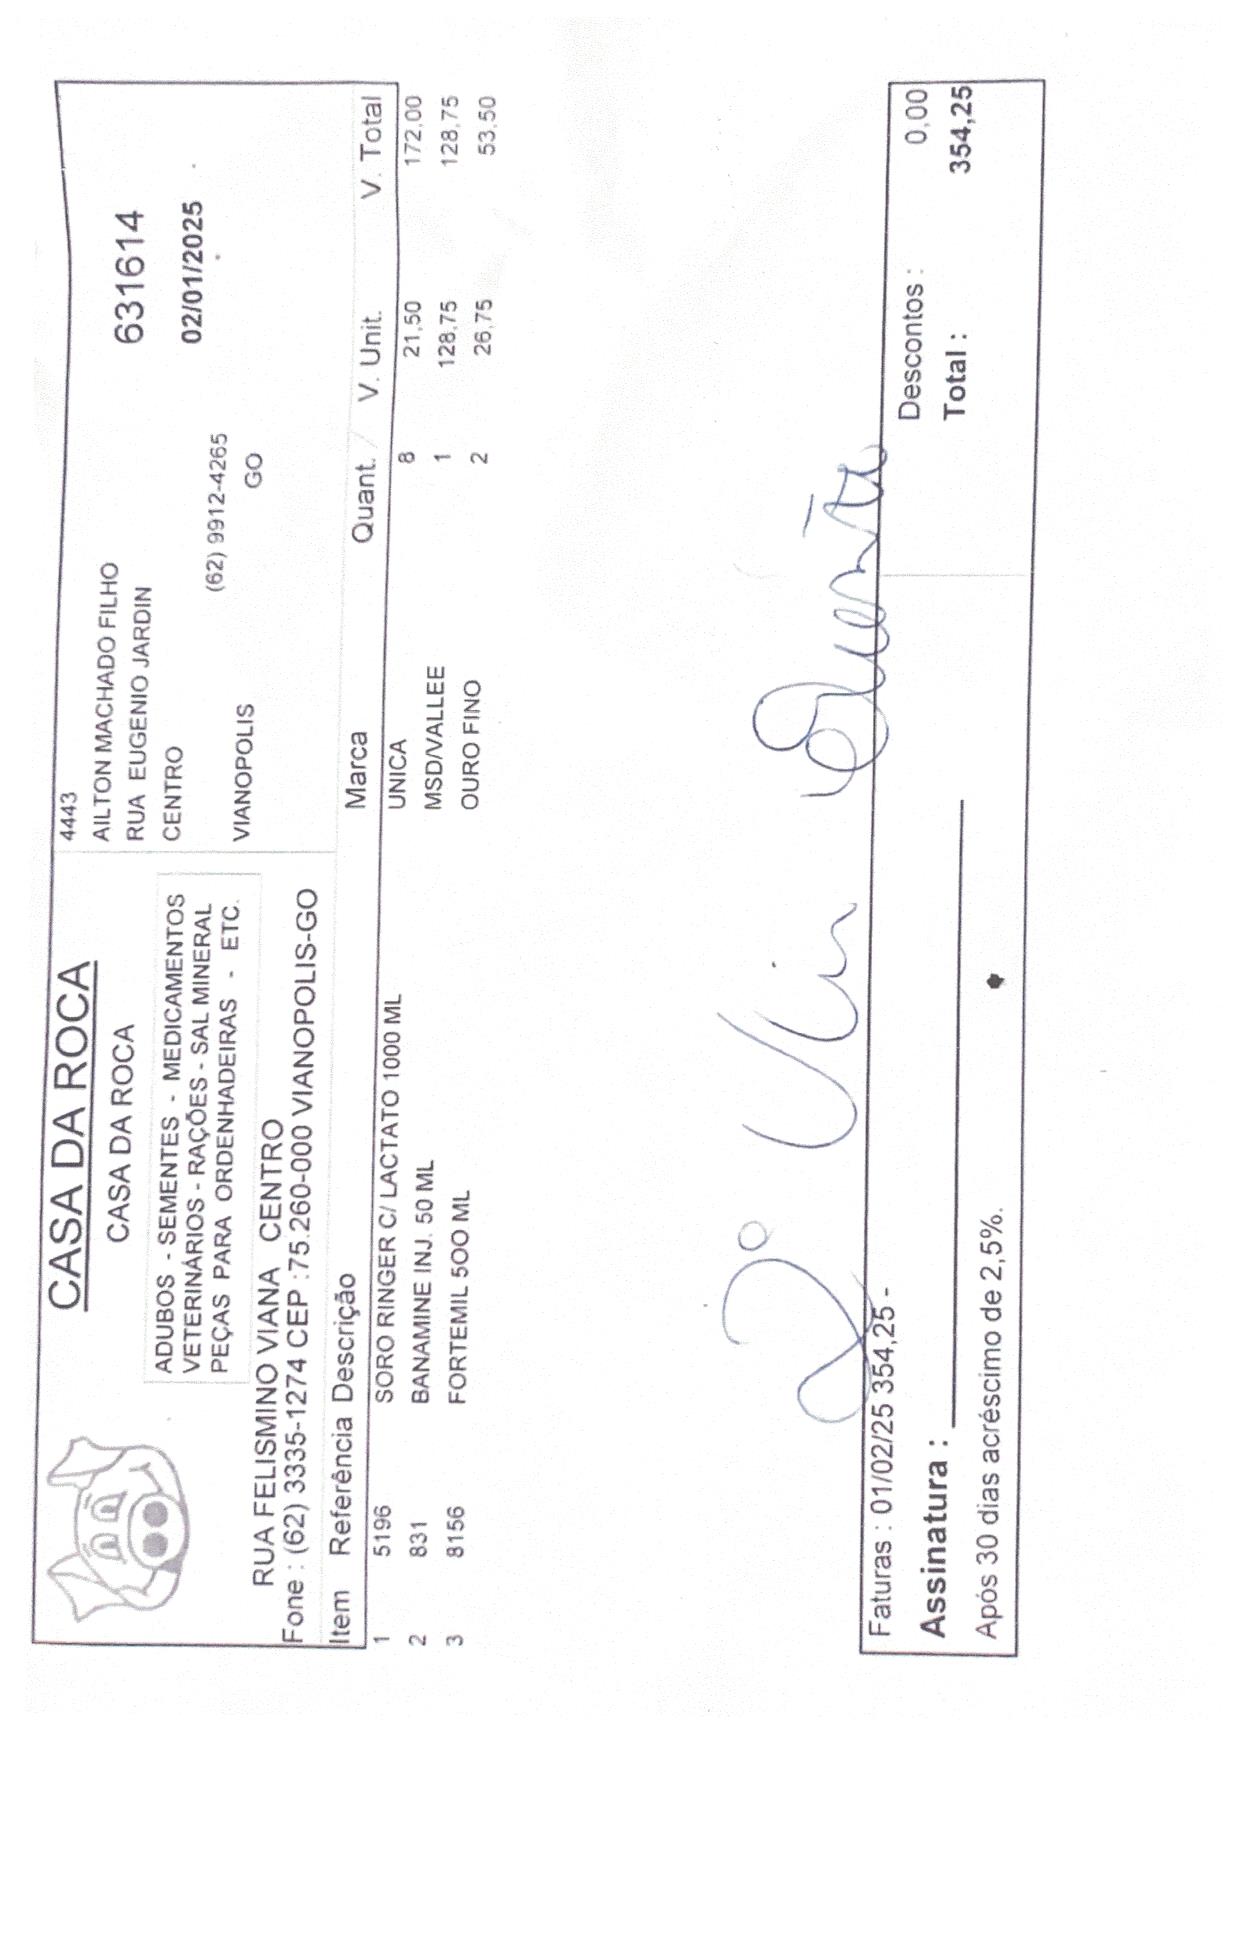 CASA DA ROCA
CASA DA ROCA
ADUBOS - SEMENTES - MEDICAMENTOS
VETERINÁRIOS - RAÇÕES - SAL MINERAL
PEÇAS PARA ORDENHADEIRAS - ETC.
RUA FELISMINO VIANA CENTRO
Fone : (62) 3335-1274 CEP :75.260-000 VIANOPOLIS-GO
4443
AILTON MACHADO FILHO
RUA EUGENIO JARDIN
CENTRO
(62) 9912-4265
VIANOPOLIS GO
631614
02/01/2025
Item Referência Descrição Marca Quant. V. Unit. V. Total
1 5196 SORO RINGER C/ LACTATO 1000 ML UNICA 8 21,50 172,00
2 831 BANAMINE INJ. 50 ML MSD/VALLEE 1 128,75 128,75
3 8156 FORTEMIL 5OO ML OURO FINO 2 26,75 53,50
2º Via
Faturas : 01/02/25 354,25 -
Descontos : 0,00
Assinatura :
Total : 354,25
Após 30 dias acréscimo de 2,5%.